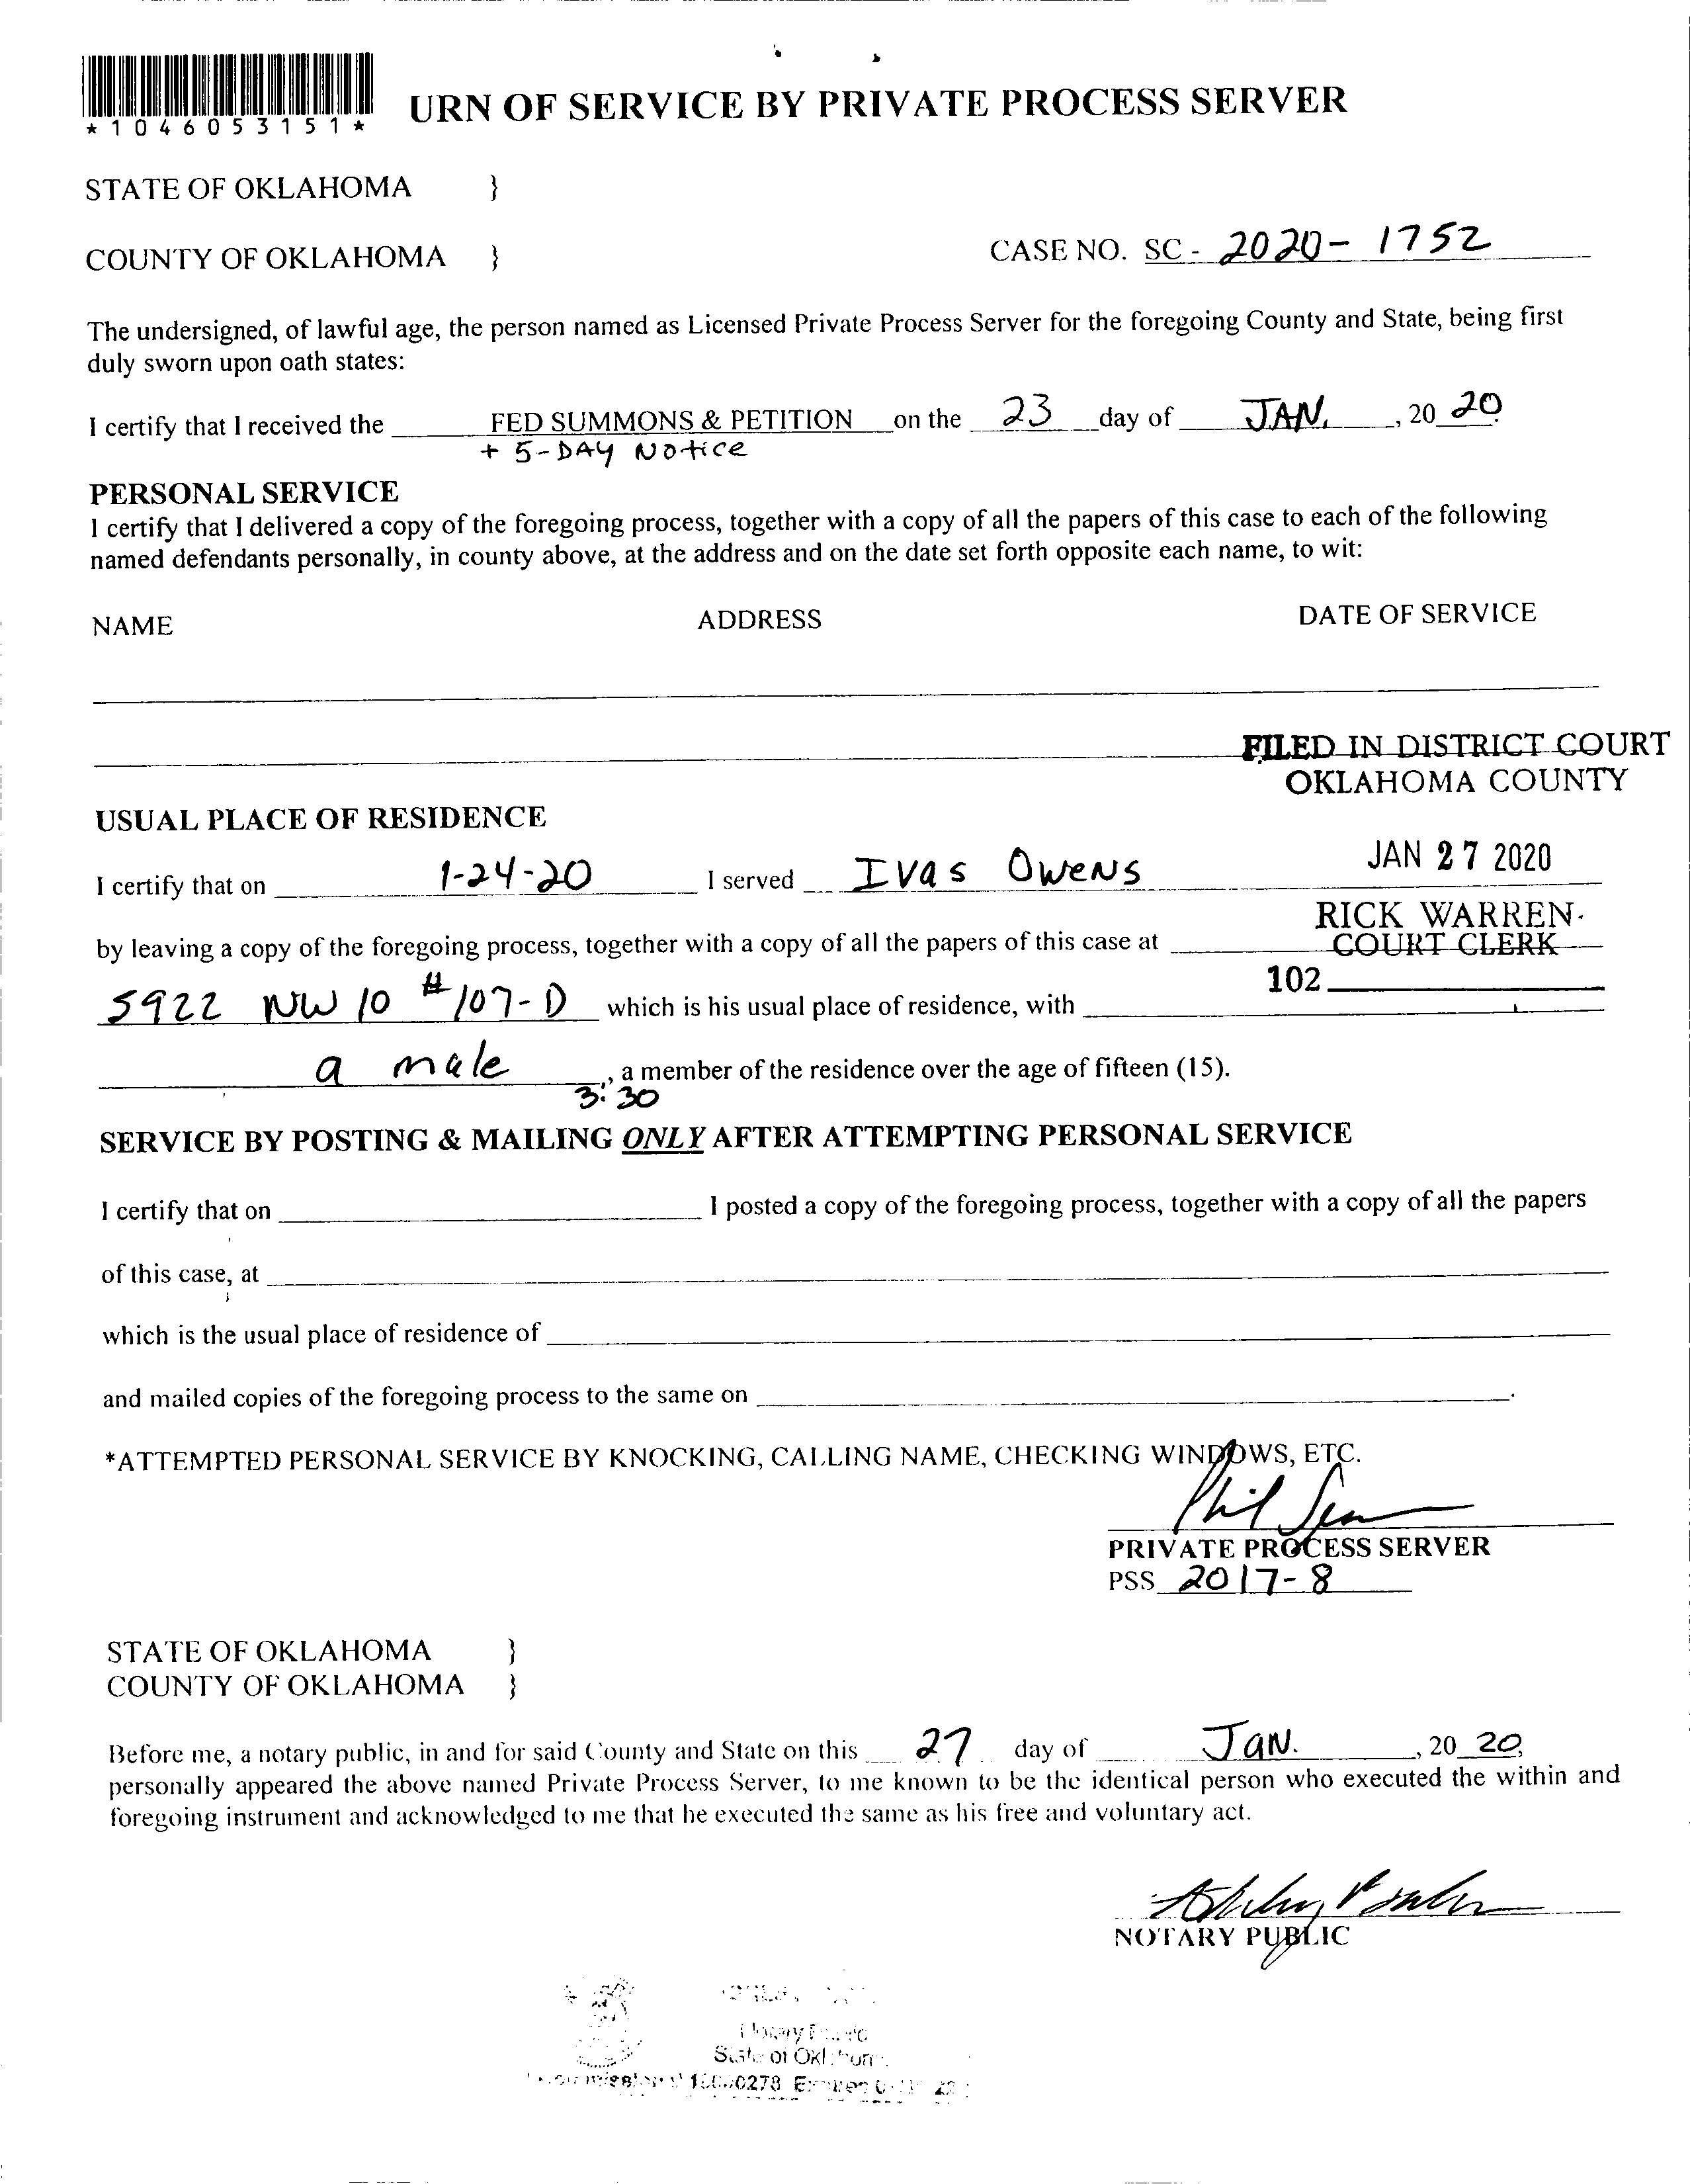 *1046053151*
URN OF SERVICE BY PRIVATE PROCESS SERVER
STATE OF OKLAHOMA }
COUNTY OF OKLAHOMA } CASE NO. SC - 2020 - 1752
The undersigned, of lawful age, the person named as Licensed Private Process Server for the foregoing County and State, being first
duly sworn upon oath states:
I certify that I received the FED SUMMONS & PETITION on the 23 day of JAN. , 20 20.
+ 5-DAY Notice
PERSONAL SERVICE
I certify that I delivered a copy of the foregoing process, together with a copy of all the papers of this case to each of the following
named defendants personally, in county above, at the address and on the date set forth opposite each name, to wit:
NAME ADDRESS DATE OF SERVICE
FILED IN DISTRICT COURT
OKLAHOMA COUNTY
USUAL PLACE OF RESIDENCE
JAN 27 2020
I certify that on 1-24-20 I served Ivas Owens
RICK WARREN
COURT CLERK
by leaving a copy of the foregoing process, together with a copy of all the papers of this case at
102
5922 NW 10 #107-D which is his usual place of residence, with
a male , a member of the residence over the age of fifteen (15).
3:30
SERVICE BY POSTING & MAILING ONLY AFTER ATTEMPTING PERSONAL SERVICE
I certify that on I posted a copy of the foregoing process, together with a copy of all the papers
of this case, at
which is the usual place of residence of
and mailed copies of the foregoing process to the same on .
*ATTEMPTED PERSONAL SERVICE BY KNOCKING, CALLING NAME, CHECKING WINDOWS, ETC.
Phil
PRIVATE PROCESS SERVER
PSS 2017-8
STATE OF OKLAHOMA }
COUNTY OF OKLAHOMA }
Before me, a notary public, in and for said County and State on this 27 day of JaN. , 20 20,
personally appeared the above named Private Process Server, to me known to be the identical person who executed the within and
foregoing instrument and acknowledged to me that he executed the same as his free and voluntary act.
NOTARY PUBLIC
Notary Public
State of Oklahoma